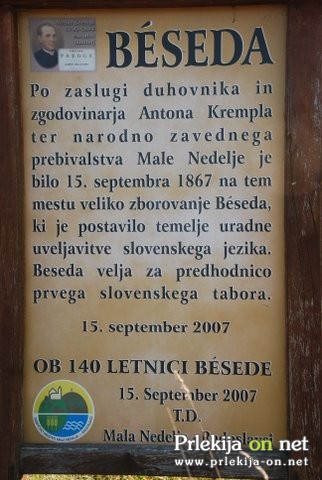 BÉSEDA
Po zaslugi duhovnika in
zgodovinarja Antona Krempla
ter narodno zavednega
prebivalstva Male Nedelje je
bilo 15. septembra 1867 na tem
mestu veliko zborovanje Béseda,
ki je postavilo temelje uradne
uveljavitve slovenskega jezika.
Beseda velja za predhodnico
prvega slovenskega tabora.
15. september 2007
OB 140 LETNICI BÉSEDE
15. September 2007
T.D.
Mala Nedelja - Radoslavci
Prlekija on net
www.prlekija-on.net